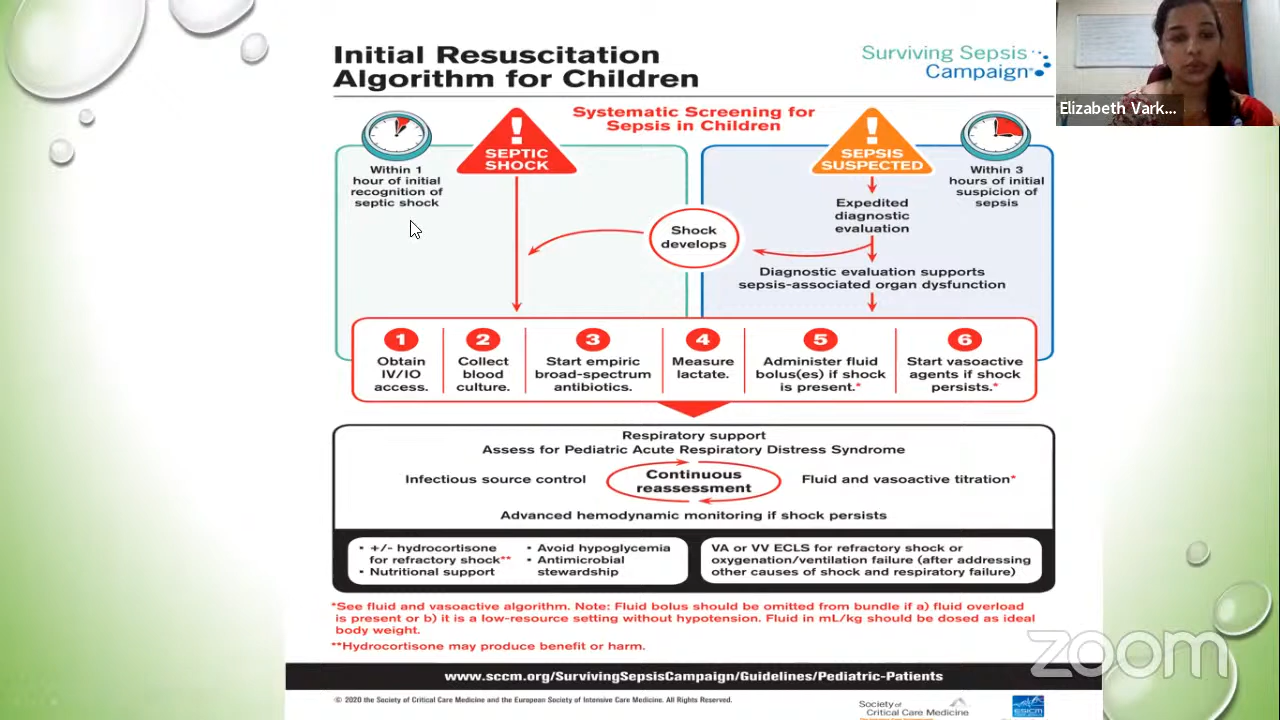 Initial Resuscitation
Algorithm for Children
Surviving Sepsis
Campaign
Elizabeth Vark...
Systematic Screening for
Sepsis in Children
Within 1
hour of initial
recognition of
septic shock
!
SEPTIC
SHOCK
!
SEPSIS
SUSPECTED
Within 3
hours of initial
suspicion of
sepsis
Expedited
diagnostic
evaluation
Shock
develops
Diagnostic evaluation supports
sepsis-associated organ dysfunction
1
Obtain
IV/IO
access.
2
Collect
blood
culture.
3
Start empiric
broad-spectrum
antibiotics.
4
Measure
lactate.
5
Administer fluid
bolus(es) if shock
is present.*
6
Start vasoactive
agents if shock
persists.*
Respiratory support
Assess for Pediatric Acute Respiratory Distress Syndrome
Infectious source control
Continuous
reassessment
Fluid and vasoactive titration*
Advanced hemodynamic monitoring if shock persists
• +/- hydrocortisone
for refractory shock**
• Nutritional support
• Avoid hypoglycemia
• Antimicrobial
stewardship
VA or VV ECLS for refractory shock or
oxygenation/ventilation failure (after addressing
other causes of shock and respiratory failure)
*See fluid and vasoactive algorithm. Note: Fluid bolus should be omitted from bundle if a) fluid overload
is present or b) it is a low-resource setting without hypotension. Fluid in mL/kg should be dosed as ideal
body weight.
**Hydrocortisone may produce benefit or harm.
zoom
www.sccm.org/SurvivingSepsisCampaign/Guidelines/Pediatric-Patients
© 2020 the Society of Critical Care Medicine and the European Society of Intensive Care Medicine. All Rights Reserved.
Society of
Critical Care Medicine
ESICM